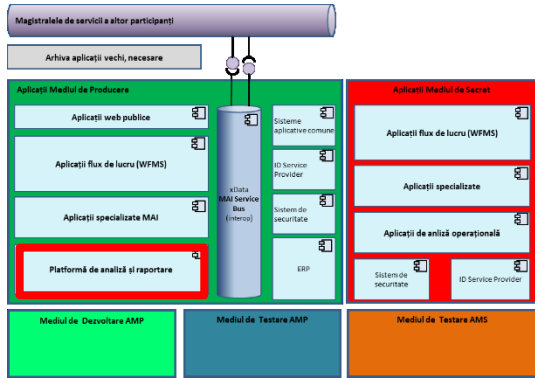 Magistralele de servicii a altor participanți
Arhiva aplicații vechi, necesare
Aplicații Mediul de Producere
Aplicații web publice
Aplicații flux de lucru (WFMS)
Aplicații specializate MAI
Platformă de analiză și raportare
xData
MAI Service
Bus
(interop)
Sisteme
aplicative comune
ID Service
Provider
Sistem de
securitate
ERP
Aplicații Mediul de Secret
Aplicații flux de lucru (WFMS)
Aplicații specializate
Aplicații de anliză operațională
Sistem de
securitate
ID Service Provider
Mediul de Dezvoltare AMP
Mediul de Testare AMP
Mediul de Testare AMS